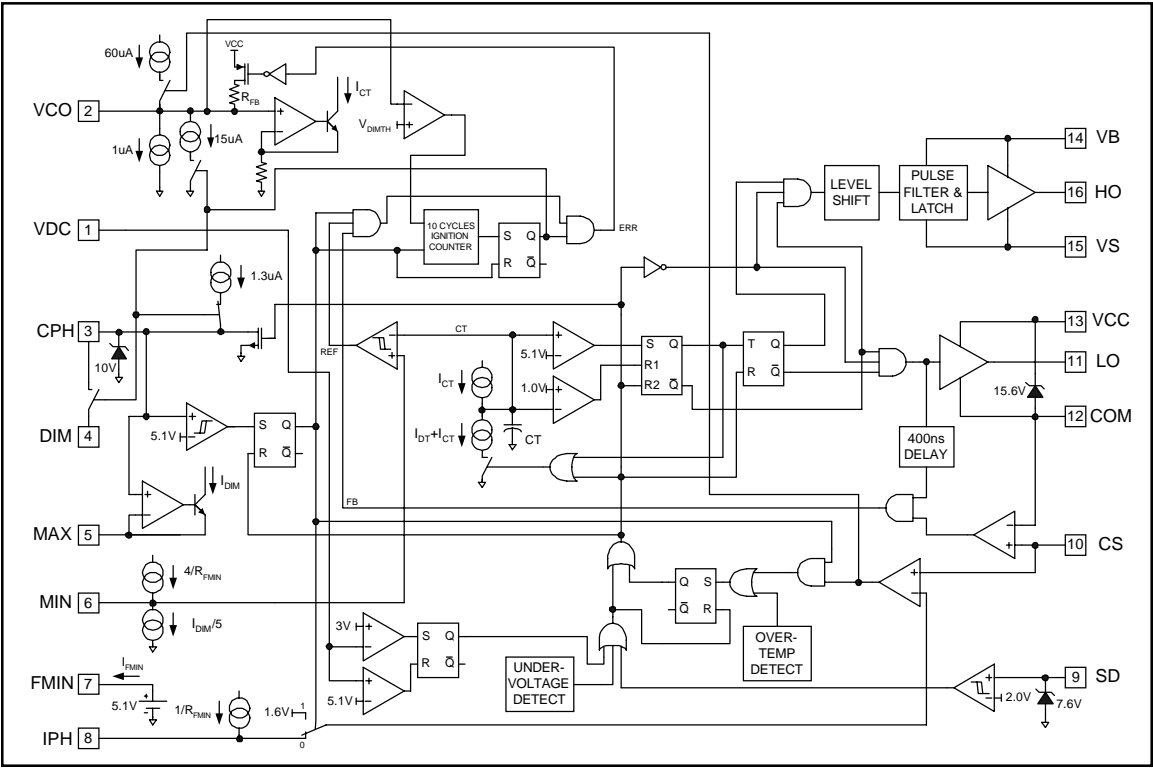 60uA
VCC
R_FB
I_CT
VCO 2
1uA
15uA
V_DIMTH
+
−
−
+
14 VB
LEVEL SHIFT
PULSE FILTER & LATCH
16 HO
15 VS
VDC 1
10 CYCLES IGNITION COUNTER
S Q
R Q̅
ERR
1.3uA
CPH 3
10V
REF
−
+
CT
+
5.1V −
1.0V +
−
S Q
R1
R2 Q̅
T Q
R Q̅
13 VCC
11 LO
15.6V
12 COM
I_CT
I_DT+I_CT
CT
DIM 4
+
5.1V −
S Q
R Q̅
400ns DELAY
I_DIM
+
−
MAX 5
FB
−
+
10 CS
4/R_FMIN
MIN 6
I_DIM/5
Q S
Q̅ R
+
−
3V +
−
S Q
R Q̅
+
5.1V −
UNDER-VOLTAGE DETECT
OVER-TEMP DETECT
I_FMIN
FMIN 7
5.1V
+
−
+
− 2.0V
9 SD
7.6V
1/R_FMIN
1.6V
1
0
IPH 8